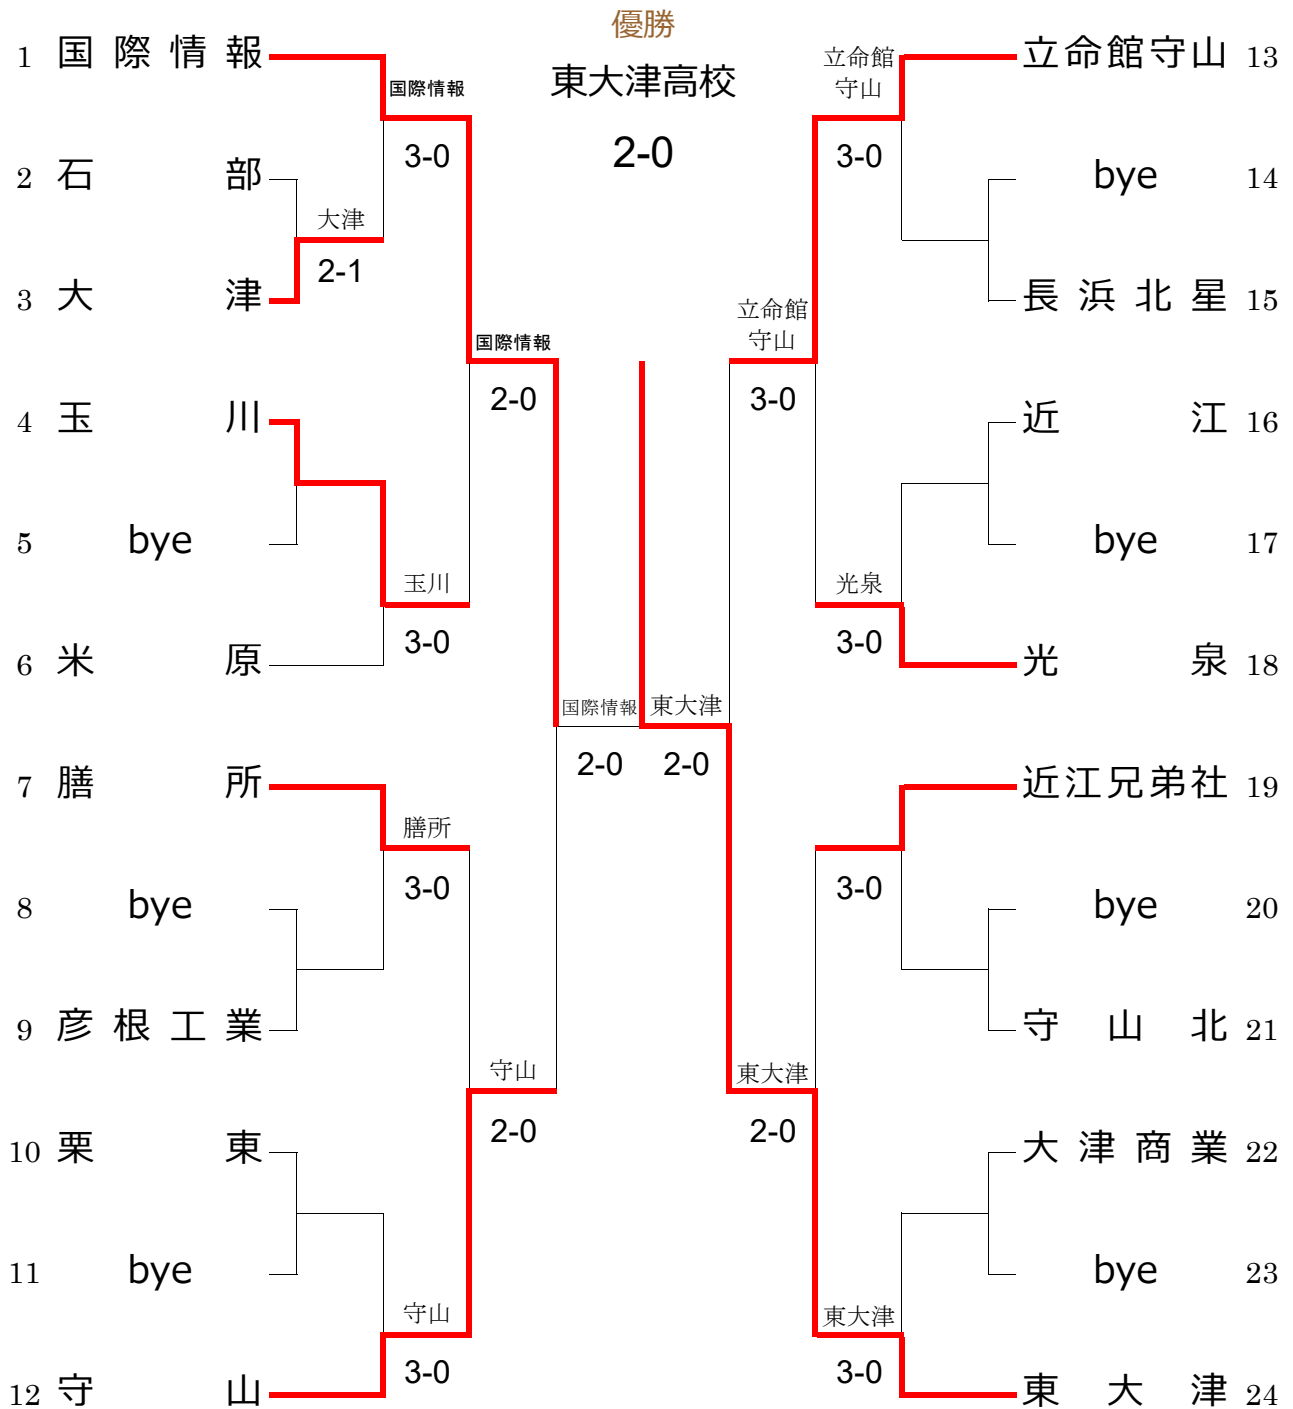 優勝
東大津高校
2-0
1 国際情報
国際情報
3-0
2 石部
大津
2-1
3 大津
国際情報
2-0
4 玉川
5 bye
玉川
3-0
6 米原
国際情報
2-0
7 膳所
膳所
3-0
8 bye
9 彦根工業
守山
2-0
10 栗東
11 bye
守山
3-0
12 守山
立命館守山 13
立命館
守山
3-0
bye 14
長浜北星 15
立命館
守山
3-0
近江 16
bye 17
光泉
3-0
光泉 18
東大津
2-0
近江兄弟社 19
3-0
bye 20
守山北 21
東大津
2-0
大津商業 22
bye 23
東大津
3-0
東大津 24